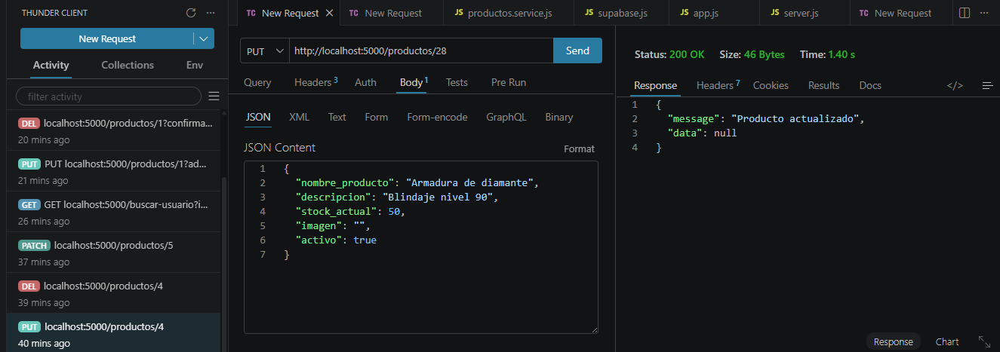 THUNDER CLIENT
New Request
Activity Collections Env
filter activity
DEL localhost:5000/productos/1?confirma...
20 mins ago
PUT PUT localhost:5000/productos/1?ad...
21 mins ago
GET GET localhost:5000/buscar-usuario?i...
26 mins ago
PATCH localhost:5000/productos/5
37 mins ago
DEL localhost:5000/productos/4
39 mins ago
PUT localhost:5000/productos/4
40 mins ago
TC New Request TC New Request JS productos.service.js JS supabase.js JS app.js JS server.js TC New Request
PUT http://localhost:5000/productos/28 Send
Query Headers 3 Auth Body 1 Tests Pre Run
JSON XML Text Form Form-encode GraphQL Binary
JSON Content Format
1 {
2 "nombre_producto": "Armadura de diamante",
3 "descripcion": "Blindaje nivel 90",
4 "stock_actual": 50,
5 "imagen": "",
6 "activo": true
7 }
Status: 200 OK Size: 46 Bytes Time: 1.40 s
Response Headers 7 Cookies Results Docs </>
1 {
2 "message": "Producto actualizado",
3 "data": null
4 }
Response Chart